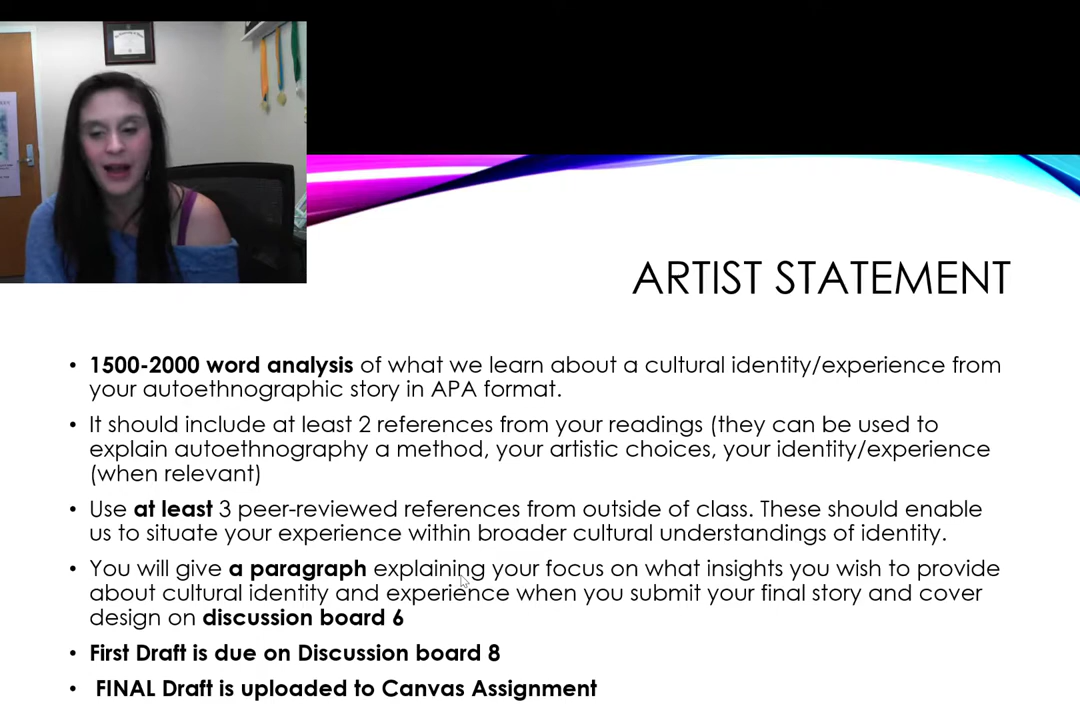 ARTIST STATEMENT
• 1500-2000 word analysis of what we learn about a cultural identity/experience from
your autoethnographic story in APA format.
• It should include at least 2 references from your readings (they can be used to
explain autoethnography a method, your artistic choices, your identity/experience
(when relevant)
• Use at least 3 peer-reviewed references from outside of class. These should enable
us to situate your experience within broader cultural understandings of identity.
• You will give a paragraph explaining your focus on what insights you wish to provide
about cultural identity and experience when you submit your final story and cover
design on discussion board 6
• First Draft is due on Discussion board 8
• FINAL Draft is uploaded to Canvas Assignment